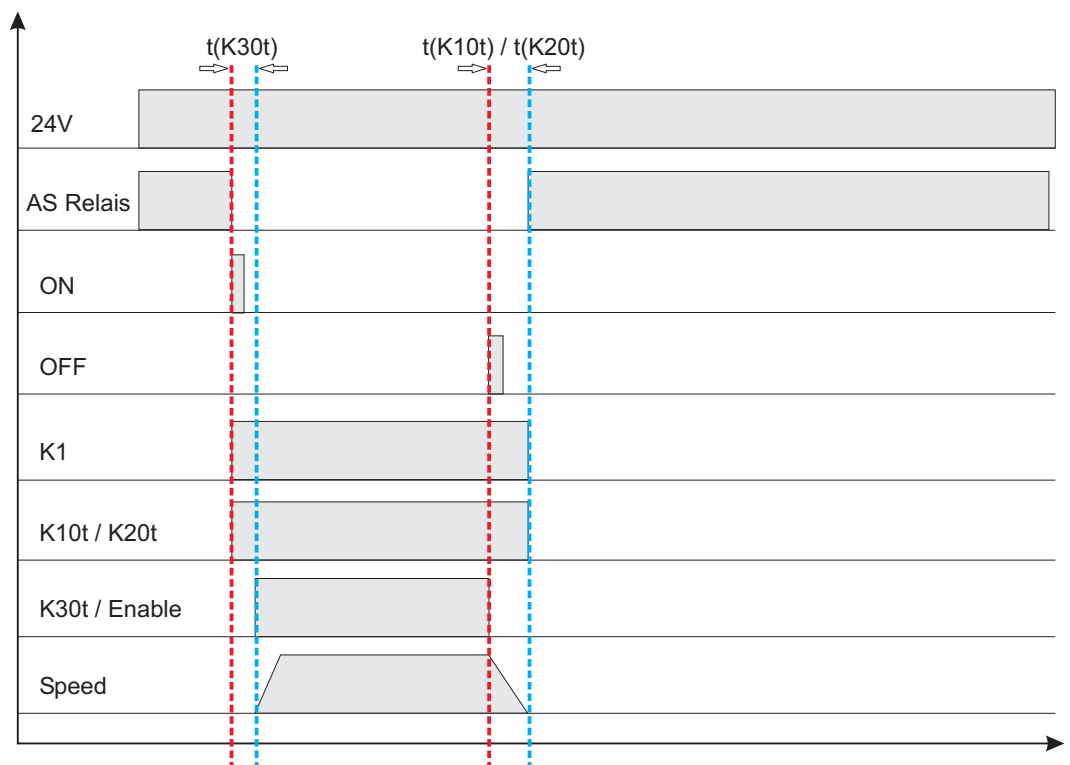 t(K30t)
t(K10t) / t(K20t)
24V
AS Relais
ON
OFF
K1
K10t / K20t
K30t / Enable
Speed